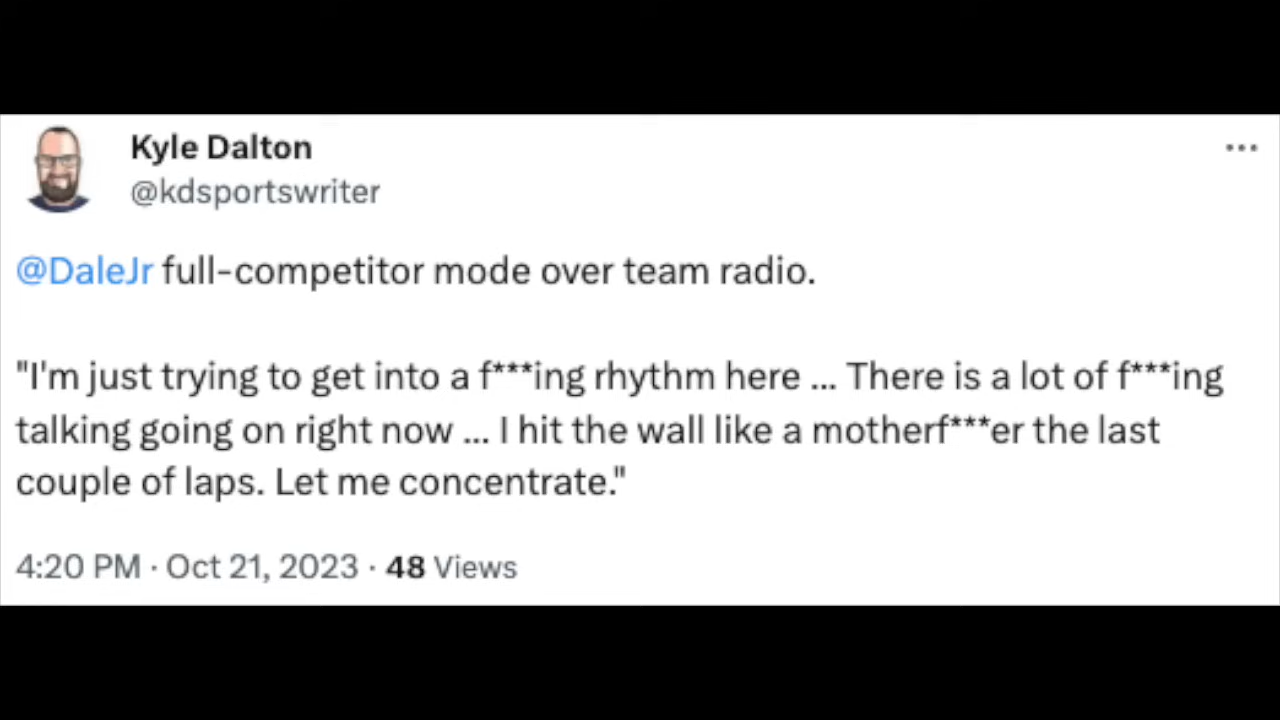 Kyle Dalton
@kdsportswriter
@DaleJr full-competitor mode over team radio.
"I'm just trying to get into a f***ing rhythm here ... There is a lot of f***ing
talking going on right now ... I hit the wall like a motherf***er the last
couple of laps. Let me concentrate."
4:20 PM · Oct 21, 2023 · 48 Views